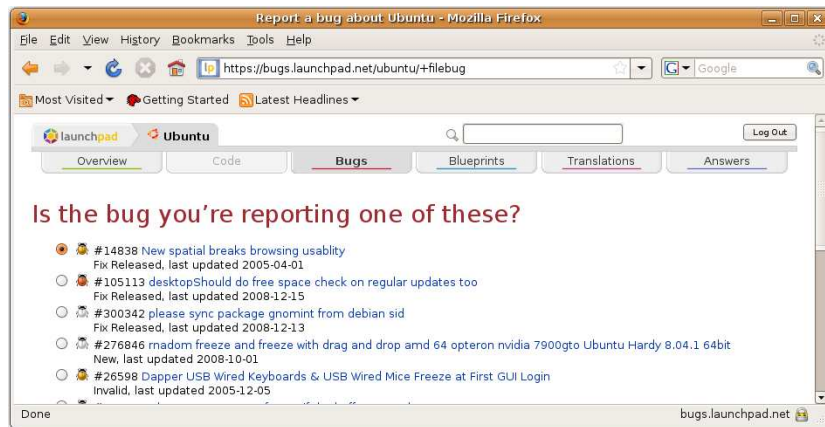 Report a bug about Ubuntu - Mozilla Firefox
File Edit View History Bookmarks Tools Help
lp https://bugs.launchpad.net/ubuntu/+filebug G Google
Most Visited Getting Started Latest Headlines
launchpad Ubuntu Log Out
Overview Code Bugs Blueprints Translations Answers
Is the bug you're reporting one of these?
#14838 New spatial breaks browsing usablity
Fix Released, last updated 2005-04-01
#105113 desktopShould do free space check on regular updates too
Fix Released, last updated 2008-12-15
#300342 please sync package gnomint from debian sid
Fix Released, last updated 2008-12-13
#276846 rnadom freeze and freeze with drag and drop amd 64 opteron nvidia 7900gto Ubuntu Hardy 8.04.1 64bit
New, last updated 2008-10-01
#26598 Dapper USB Wired Keyboards & USB Wired Mice Freeze at First GUI Login
Invalid, last updated 2005-12-05
Done bugs.launchpad.net